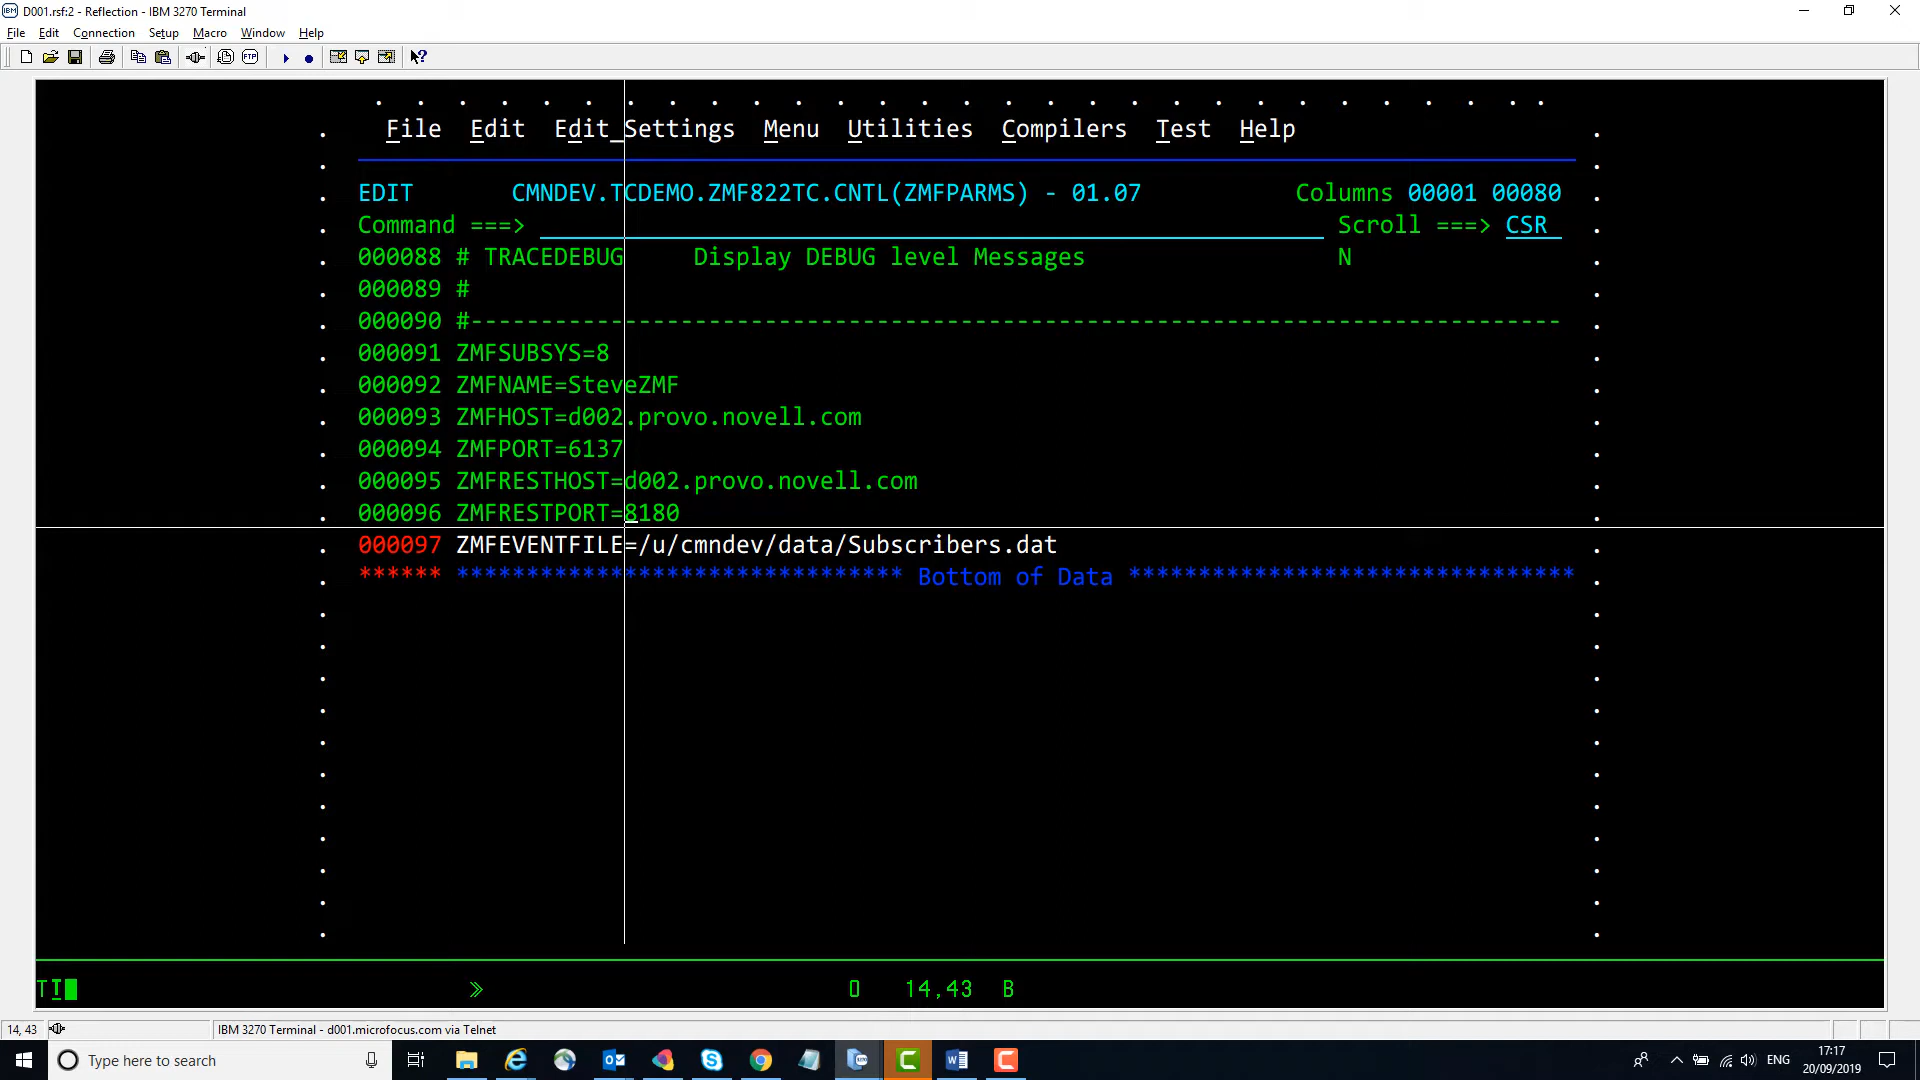 D001.rsf:2 - Reflection - IBM 3270 Terminal
File Edit Connection Setup Macro Window Help
File Edit Edit_Settings Menu Utilities Compilers Test Help
EDIT CMNDEV.TCDEMO.ZMF822TC.CNTL(ZMFPARMS) - 01.07 Columns 00001 00080
Command ===> Scroll ===> CSR
000088 # TRACEDEBUG Display DEBUG level Messages N
000089 #
000090 #------------------------------------------------------------------------------
000091 ZMFSUBSYS=8
000092 ZMFNAME=SteveZMF
000093 ZMFHOST=d002.provo.novell.com
000094 ZMFPORT=6137
000095 ZMFRESTHOST=d002.provo.novell.com
000096 ZMFRESTPORT=8180
000097 ZMFEVENTFILE=/u/cmndev/data/Subscribers.dat
****** ******************************** Bottom of Data ********************************
TI » O 14,43 B
14, 43 IBM 3270 Terminal - d001.microfocus.com via Telnet
Type here to search ENG 17:17
20/09/2019